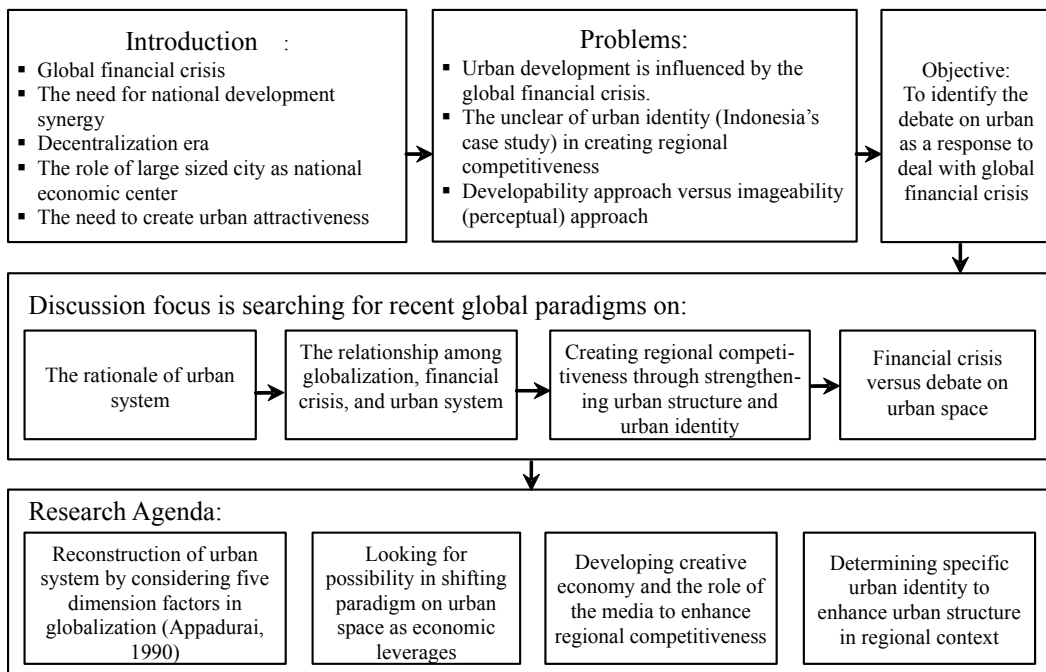 Introduction :
▪ Global financial crisis
▪ The need for national development
synergy
▪ Decentralization era
▪ The role of large sized city as national
economic center
▪ The need to create urban attractiveness
Problems:
▪ Urban development is influenced by the
global financial crisis.
▪ The unclear of urban identity (Indonesia's
case study) in creating regional
competitiveness
▪ Developability approach versus imageability
(perceptual) approach
Objective:
To identify the
debate on urban
as a response to
deal with global
financial crisis
Discussion focus is searching for recent global paradigms on:
The rationale of urban
system
The relationship among
globalization, financial
crisis, and urban system
Creating regional competi-
tiveness through strengthen-
ing urban structure and
urban identity
Financial crisis
versus debate on
urban space
Research Agenda:
Reconstruction of urban
system by considering five
dimension factors in
globalization (Appadurai,
1990)
Looking for
possibility in shifting
paradigm on urban
space as economic
leverages
Developing creative
economy and the role of
the media to enhance
regional competitiveness
Determining specific
urban identity to
enhance urban structure
in regional context